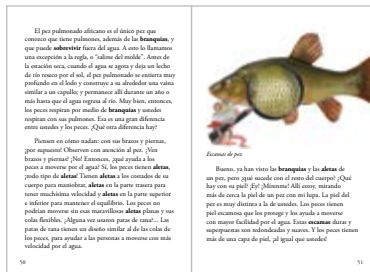 El pez pulmonado africano es el único pez que
conozco que tiene pulmones, además de las branquias, y
que puede sobrevivir fuera del agua. A esto lo llamamos
una excepción a la regla, o "salirse del molde". Antes de
la estación seca, cuando el agua se agota y deja un lecho
de río reseco por el sol, el pez pulmonado se entierra muy
profundo en el lodo y construye a su alrededor una vaina
similar a un capullo; y permanece allí durante un año o
más hasta que el agua regresa al río. Muy bien, entonces,
los peces respiran por medio de branquias y ustedes
respiran con sus pulmones. Esa es una gran diferencia
entre ustedes y los peces. ¿Qué otra diferencia hay?
Piensen en cómo nadan: con sus brazos y piernas,
¡por supuesto! Observen con atención al pez. ¿Ven
brazos y piernas? ¡No! Entonces, ¿qué ayuda a los
peces a moverse por el agua? Sí, los peces tienen aletas,
¡todo tipo de aletas! Tienen aletas a los costados de su
cuerpo para maniobrar, aletas en la parte trasera para
tener muchísima velocidad y aletas en la parte superior
e inferior para mantener el equilibrio. Los peces no
podrían moverse sin esas maravillosas aletas planas y sus
colas flexibles. ¿Alguna vez usaron patas de rana?... Las
patas de rana tienen un diseño similar al de las colas de
los peces, para ayudar a las personas a moverse con más
velocidad por el agua.
50
Escamas de pez
Bueno, ya han visto las branquias y las aletas de
un pez, pero ¿qué sucede con el resto del cuerpo? ¿Qué
hay con su piel? ¡Ey! ¡Mírenme! Allí estoy, mirando
más de cerca la piel de un pez con mi lupa. La piel del
pez es muy distinta a la de ustedes. Los peces tienen
piel escamosa que los protege y los ayuda a moverse
con mayor facilidad por el agua. Estas escamas duras y
superpuestas son redondeadas y suaves. Y los peces tienen
más de una capa de piel, ¡al igual que ustedes!
51